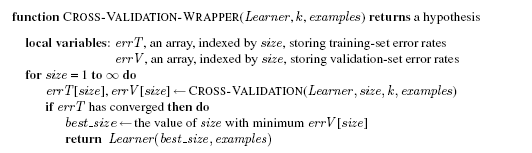 function CROSS-VALIDATION-WRAPPER(Learner, k, examples) returns a hypothesis
local variables: errT, an array, indexed by size, storing training-set error rates
errV, an array, indexed by size, storing validation-set error rates
for size = 1 to ∞ do
errT[size], errV[size] ← CROSS-VALIDATION(Learner, size, k, examples)
if errT has converged then do
best_size ← the value of size with minimum errV[size]
return Learner(best_size, examples)